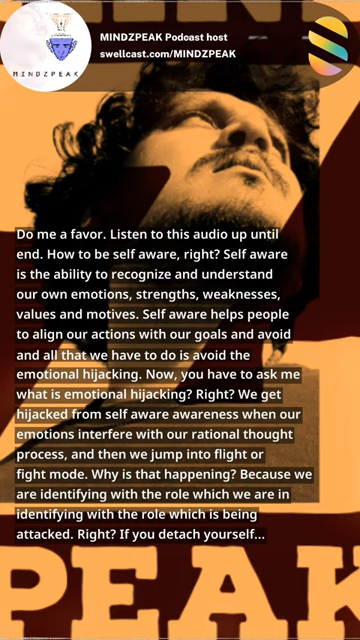 MINDZPEAK
MINDZPEAK Podcast host
swellcast.com/MINDZPEAK
Do me a favor. Listen to this audio up until
end. How to be self aware, right? Self aware
is the ability to recognize and understand
our own emotions, strengths, weaknesses,
values and motives. Self aware helps people
to align our actions with our goals and avoid
and all that we have to do is avoid the
emotional hijacking. Now, you have to ask me
what is emotional hijacking? Right? We get
hijacked from self aware awareness when our
emotions interfere with our rational thought
process, and then we jump into flight or
fight mode. Why is that happening? Because we
are identifying with the role which we are in
identifying with the role which is being
attacked. Right? If you detach yourself...
PEAK